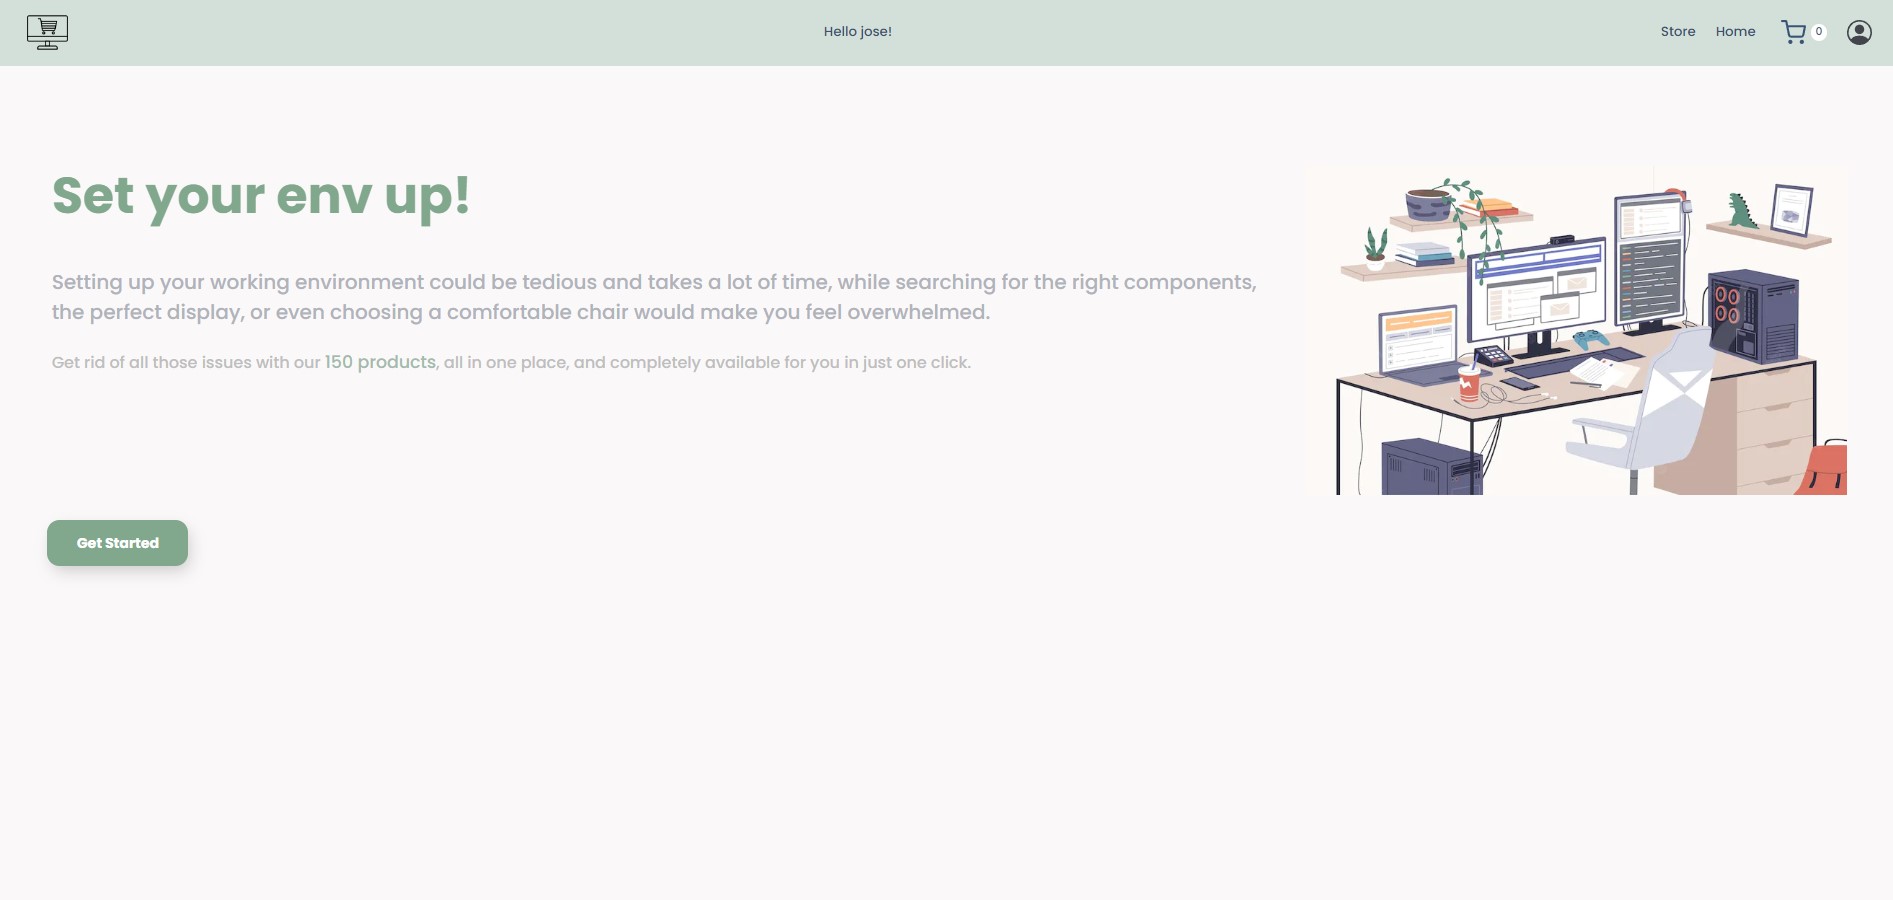 Hello jose!
Store
Home
0
Set your env up!
Setting up your working environment could be tedious and takes a lot of time, while searching for the right components,
the perfect display, or even choosing a comfortable chair would make you feel overwhelmed.
Get rid of all those issues with our 150 products, all in one place, and completely available for you in just one click.
Get Started